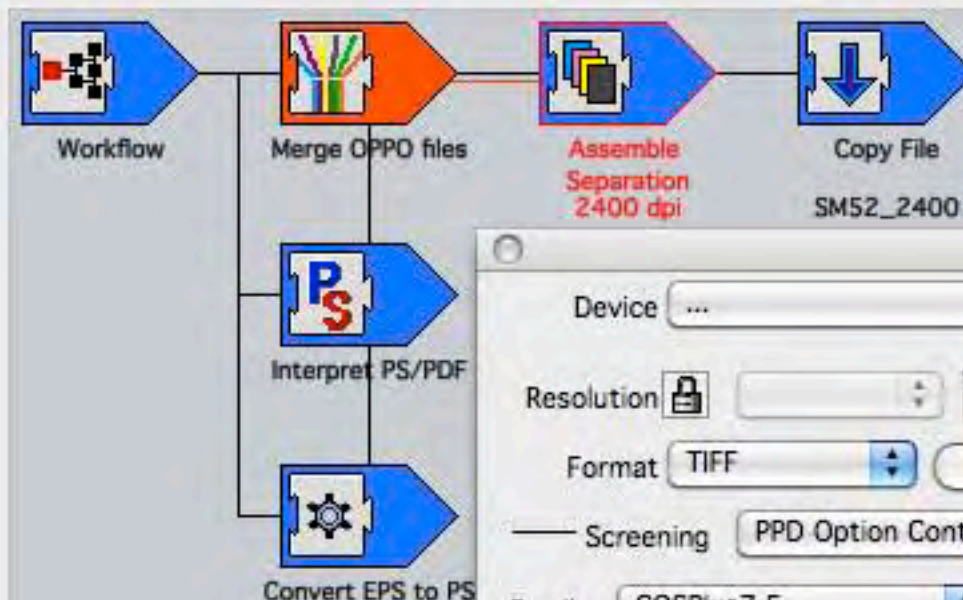 Workflow
Merge OPPO files
Assemble
Separation
2400 dpi
Copy File
SM52_2400
PS
Interpret PS/PDF
Convert EPS to PS
Device ...
Resolution
Format TIFF
Screening PPD Option Cont